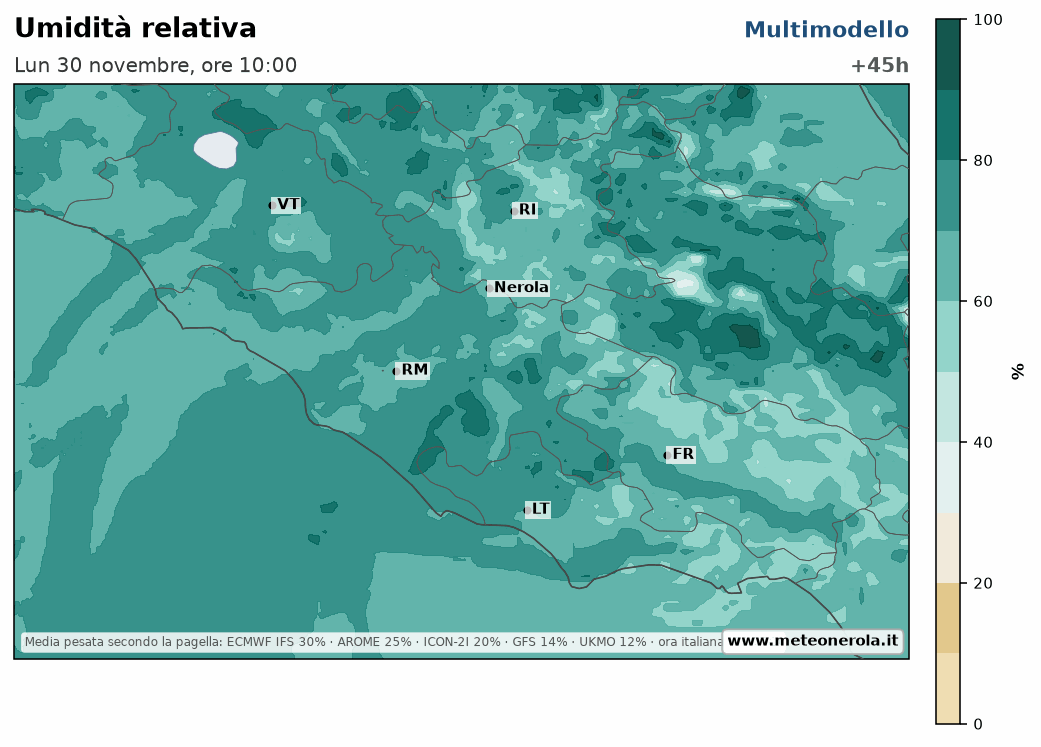 Umidità relativa
Multimodello
Lun 30 novembre, ore 10:00
+45h
100
80
60
40
20
0
%
VT
RI
Nerola
RM
FR
LT
Media pesata secondo la pagella: ECMWF IFS 30% · AROME 25% · ICON-2I 20% · GFS 14% · UKMO 12% · ora italiana
www.meteonerola.it